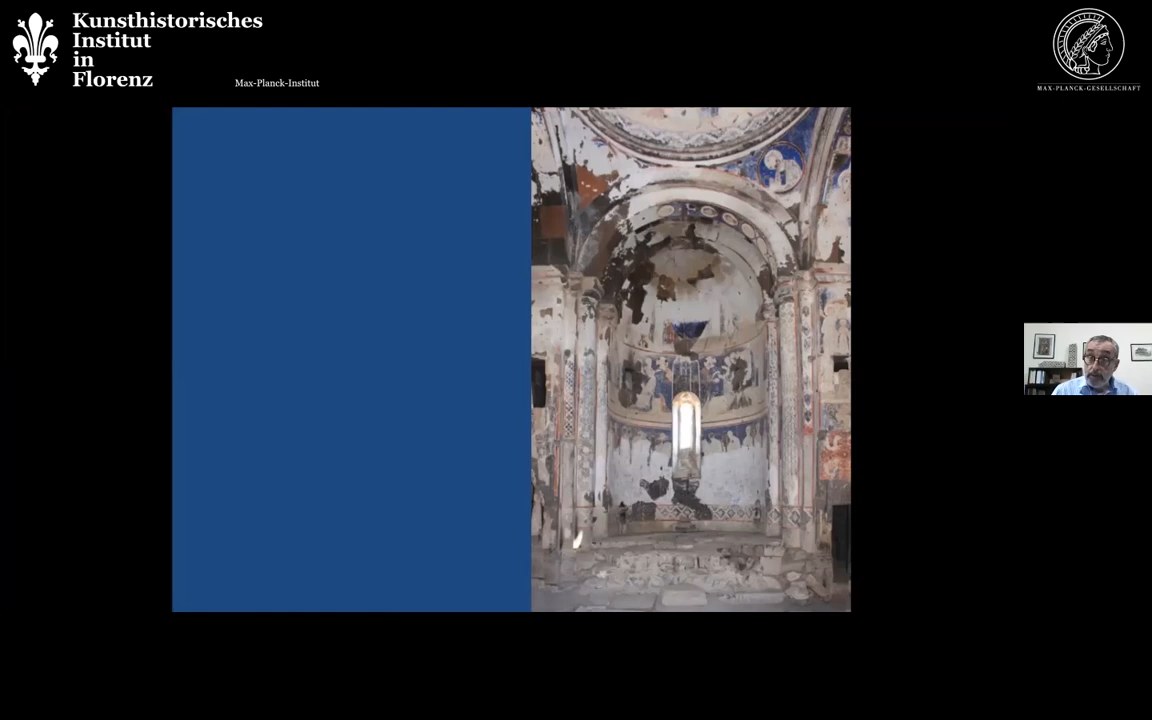 Kunsthistorisches
Institut
in
Florenz
Max-Planck-Institut
MAX-PLANCK-GESELLSCHAFT